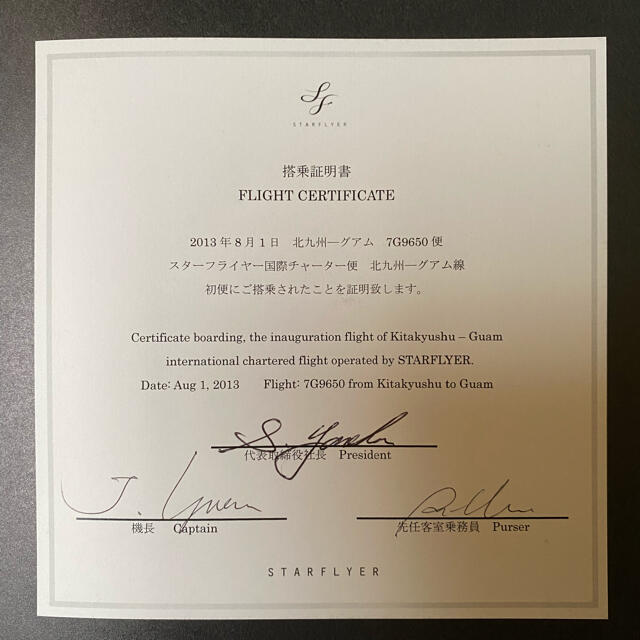 SF
STARFLYER
搭乗証明書
FLIGHT CERTIFICATE
2013年8月1日 北九州―グアム 7G9650便
スターフライヤー国際チャーター便 北九州―グアム線
初便にご搭乗されたことを証明致します。
Certificate boarding, the inauguration flight of Kitakyushu – Guam
international chartered flight operated by STARFLYER.
Date: Aug 1, 2013 Flight: 7G9650 from Kitakyushu to Guam
代表取締役社長 President
機長 Captain
先任客室乗務員 Purser
STARFLYER